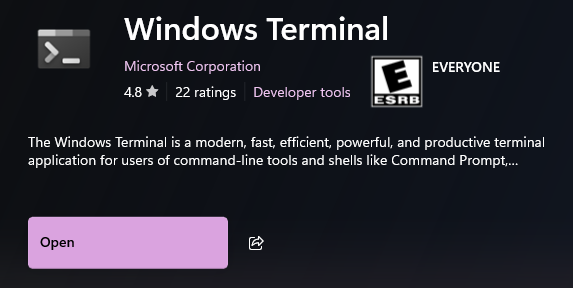 Windows Terminal
Microsoft Corporation
4.8 ★ 22 ratings Developer tools
E
ESRB
EVERYONE
The Windows Terminal is a modern, fast, efficient, powerful, and productive terminal
application for users of command-line tools and shells like Command Prompt,...
Open